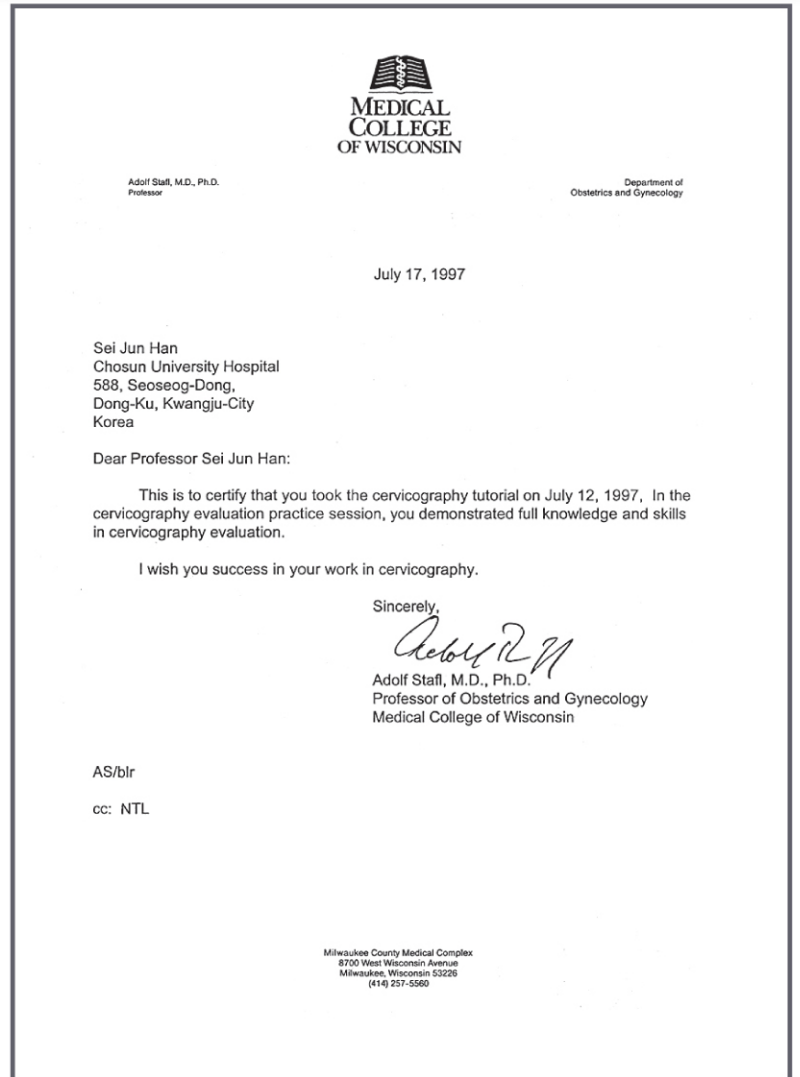 MEDICAL
COLLEGE
OF WISCONSIN
Adolf Stafl, M.D., Ph.D.
Professor
Department of
Obstetrics and Gynecology
July 17, 1997
Sei Jun Han
Chosun University Hospital
588, Seoseog-Dong,
Dong-Ku, Kwangju-City
Korea
Dear Professor Sei Jun Han:
This is to certify that you took the cervicography tutorial on July 12, 1997, In the
cervicography evaluation practice session, you demonstrated full knowledge and skills
in cervicography evaluation.
I wish you success in your work in cervicography.
Sincerely,
Adolf Stafl, M.D., Ph.D.
Professor of Obstetrics and Gynecology
Medical College of Wisconsin
AS/blr
cc: NTL
Milwaukee County Medical Complex
8700 West Wisconsin Avenue
Milwaukee, Wisconsin 53226
(414) 257-5560